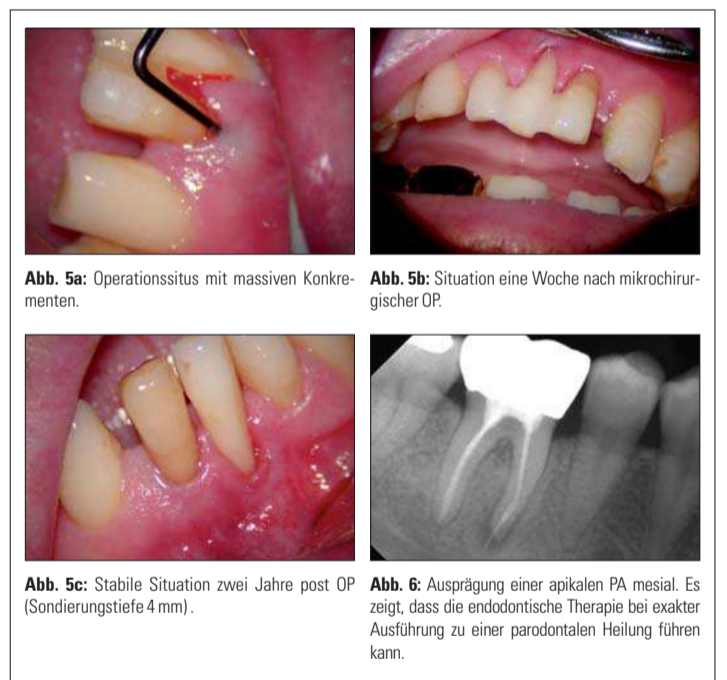 Abb. 5a: Operationssitus mit massiven Konkre-
menten.
Abb. 5b: Situation eine Woche nach mikrochirur-
gischer OP.
Abb. 5c: Stabile Situation zwei Jahre post OP
(Sondierungstiefe 4 mm).
Abb. 6: Ausprägung einer apikalen PA mesial. Es
zeigt, dass die endodontische Therapie bei exakter
Ausführung zu einer parodontalen Heilung führen
kann.